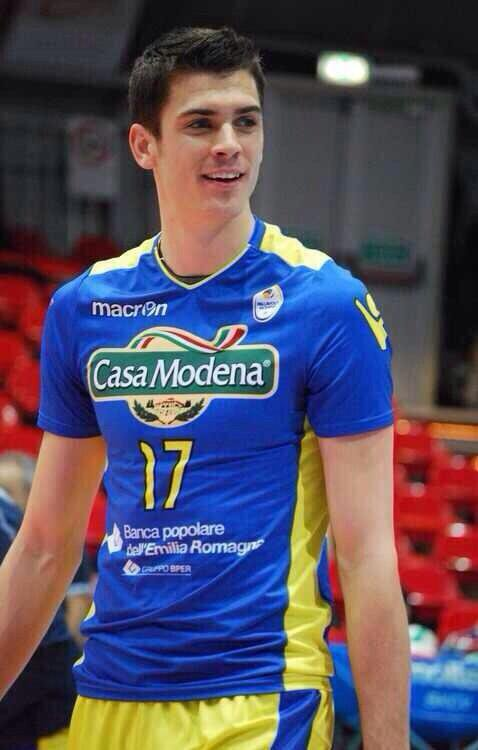 macron
Casa Modena
17
Banca popolare
dell'Emilia Romagna
GRUPPO BPER